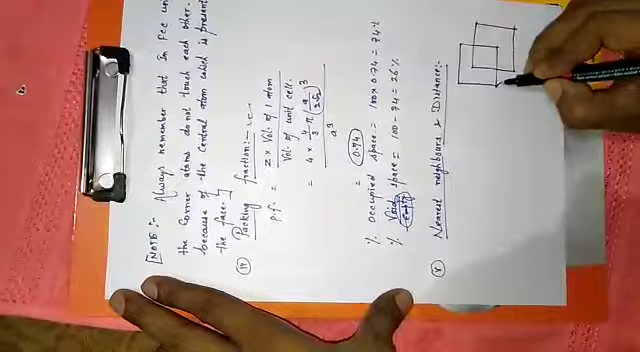 [NOTE :- Always remember that in FCC uni
the Corner atoms do not touch each other.
because of the central atom which is present
the face.]
(iv) Packing fraction :-
P.f. = Z × Vol. of 1 atom
Vol. of unit cell.
= 4 × 4/3 π (a/2√2)³
a³
= 0.74
% Occupied space = 100 × 0.74 = 74%
% Void space = 100 - 74 = 26%
(Empty)
(v) Nearest neighbours & Distance:-